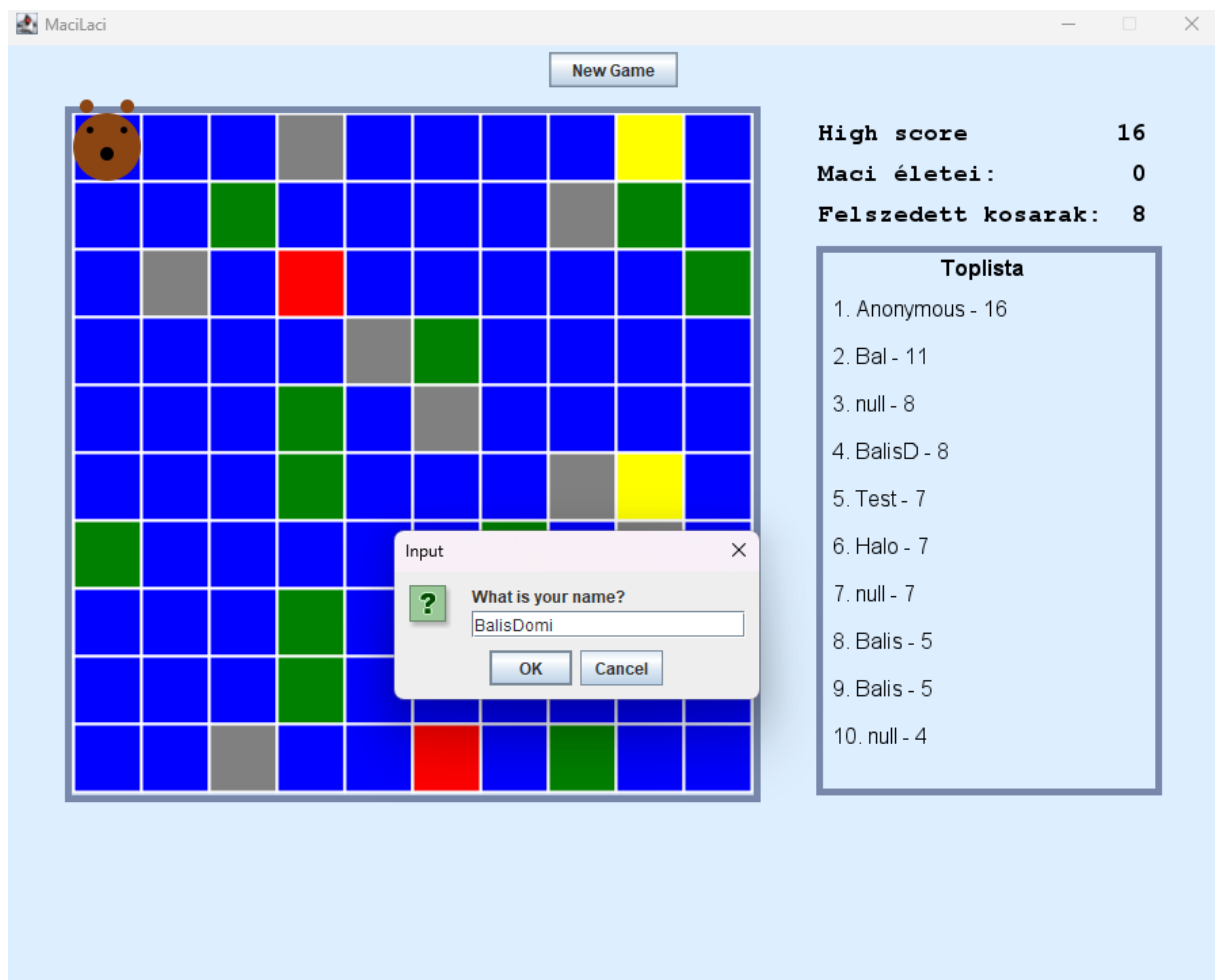 MaciLaci
New Game
High score 16
Maci életei: 0
Felszedett kosarak: 8
Toplista
1. Anonymous - 16
2. Bal - 11
3. null - 8
4. BalisD - 8
5. Test - 7
6. Halo - 7
7. null - 7
8. Balis - 5
9. Balis - 5
10. null - 4
Input
?
What is your name?
BalisDomi
OK Cancel